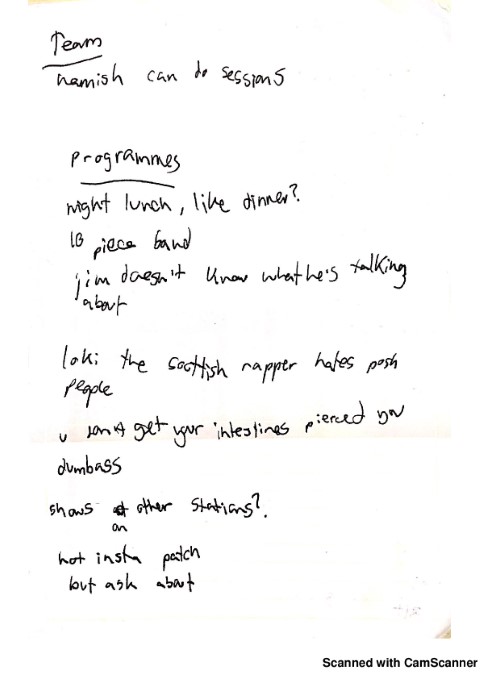 Team
hamish can do sessions
Programmes
night lunch, like dinner?
10 piece band
jim doesn't know what he's talking
about
loki the scottish rapper hates posh
people
u can't get your intestines pierced you
dumbass
shows on other stations?
not insta patch
but ask about
Scanned with CamScanner